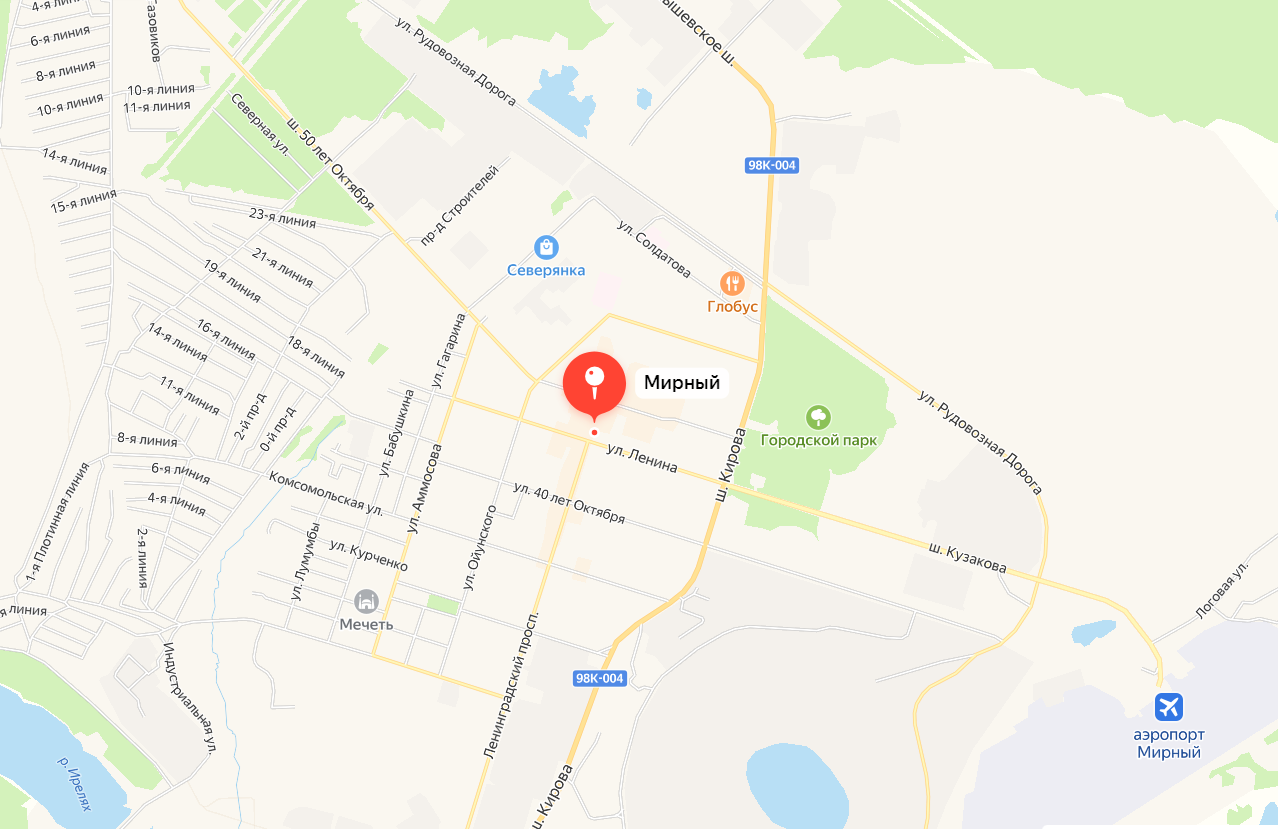 4-я лин
6-я линия
8-я линия
10-я линия
Газовиков
10-я линия
11-я линия
14-я линия
15-я линия
Северная ул.
ш. 50 лет Октября
ул. Рудовозная Дорога
ышевское ш.
98К-004
пр-д Строителей
23-я линия
21-я линия
19-я линия
16-я линия
18-я линия
14-я линия
11-я линия
2-й пр-д
0-й пр-д
8-я линия
6-я линия
4-я линия
2-я линия
1-я Плотинная линия
я линия
Северянка
ул. Солдатова
Глобус
ул. Гагарина
ул. Бабушкина
ул. Аммосова
Мирный
Городской парк
ул. Рудовозная Дорога
ул. Ленина
ш. Кирова
Комсомольская ул.
ул. 40 лет Октября
ул. Ойунского
ул. Курченко
ул. Лумумбы
Мечеть
ш. Кузакова
Логовая ул.
Индустриальная ул.
Ленинградский просп.
98К-004
ш. Кирова
р. Ирелях
аэропорт
Мирный